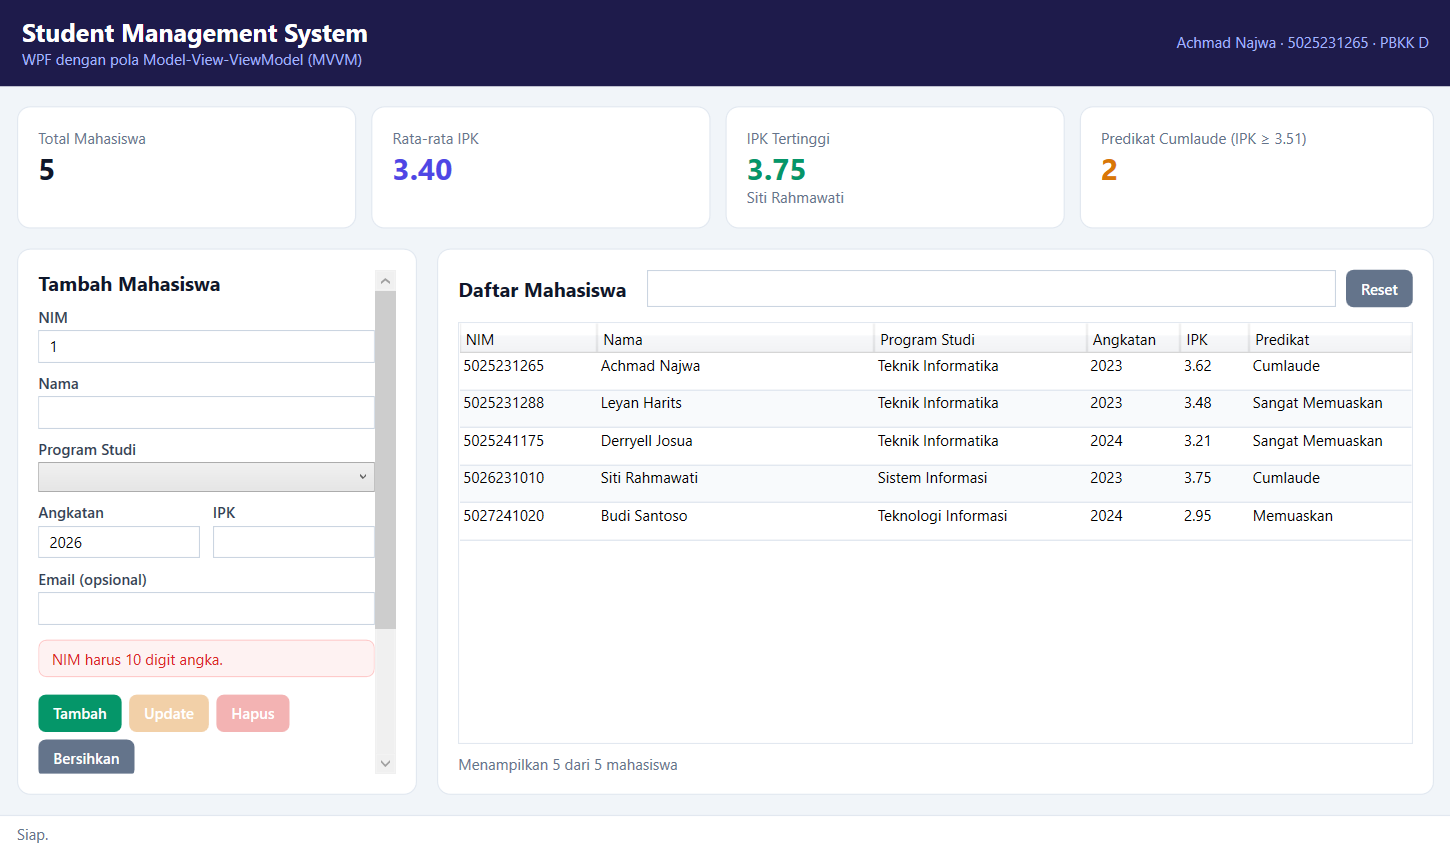 Student Management System
WPF dengan pola Model-View-ViewModel (MVVM)
Achmad Najwa · 5025231265 · PBKK D
Total Mahasiswa
5
Rata-rata IPK
3.40
IPK Tertinggi
3.75
Siti Rahmawati
Predikat Cumlaude (IPK ≥ 3.51)
2
Tambah Mahasiswa
NIM
1
Nama
Program Studi
Angkatan IPK
2026
Email (opsional)
NIM harus 10 digit angka.
Tambah Update Hapus
Bersihkan
Daftar Mahasiswa Reset
NIM Nama Program Studi Angkatan IPK Predikat
5025231265 Achmad Najwa Teknik Informatika 2023 3.62 Cumlaude
5025231288 Leyan Harits Teknik Informatika 2023 3.48 Sangat Memuaskan
5025241175 Derryell Josua Teknik Informatika 2024 3.21 Sangat Memuaskan
5026231010 Siti Rahmawati Sistem Informasi 2023 3.75 Cumlaude
5027241020 Budi Santoso Teknologi Informasi 2024 2.95 Memuaskan
Menampilkan 5 dari 5 mahasiswa
Siap.